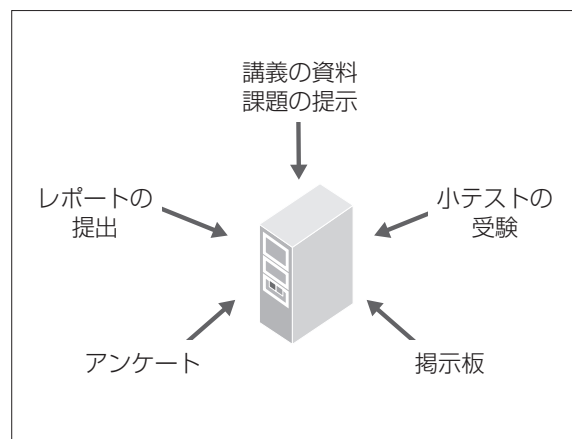 講義の資料
課題の提示
レポートの
提出
小テストの
受験
アンケート
掲示板